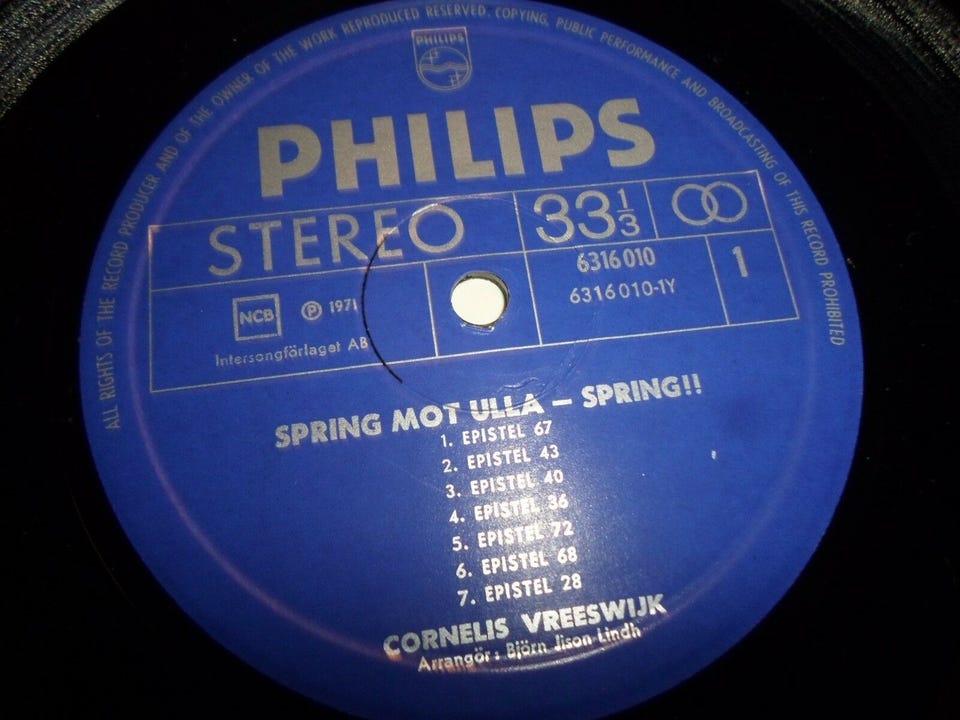 ALL RIGHTS OF THE RECORD PRODUCER AND OF THE OWNER OF THE WORK REPRODUCED RESERVED. COPYING, PUBLIC PERFORMANCE AND BROADCASTING OF THIS RECORD PROHIBITED
PHILIPS
PHILIPS
STEREO 33 1/3
6316 010
6316 010-1Y
1
NCB ℗ 1971
Intersongförlaget AB
SPRING MOT ULLA – SPRING!!
1. EPISTEL 67
2. EPISTEL 43
3. EPISTEL 40
4. EPISTEL 36
5. EPISTEL 72
6. EPISTEL 68
7. EPISTEL 28
CORNELIS VREESWIJK
Arrangör: Björn Jison Lindh